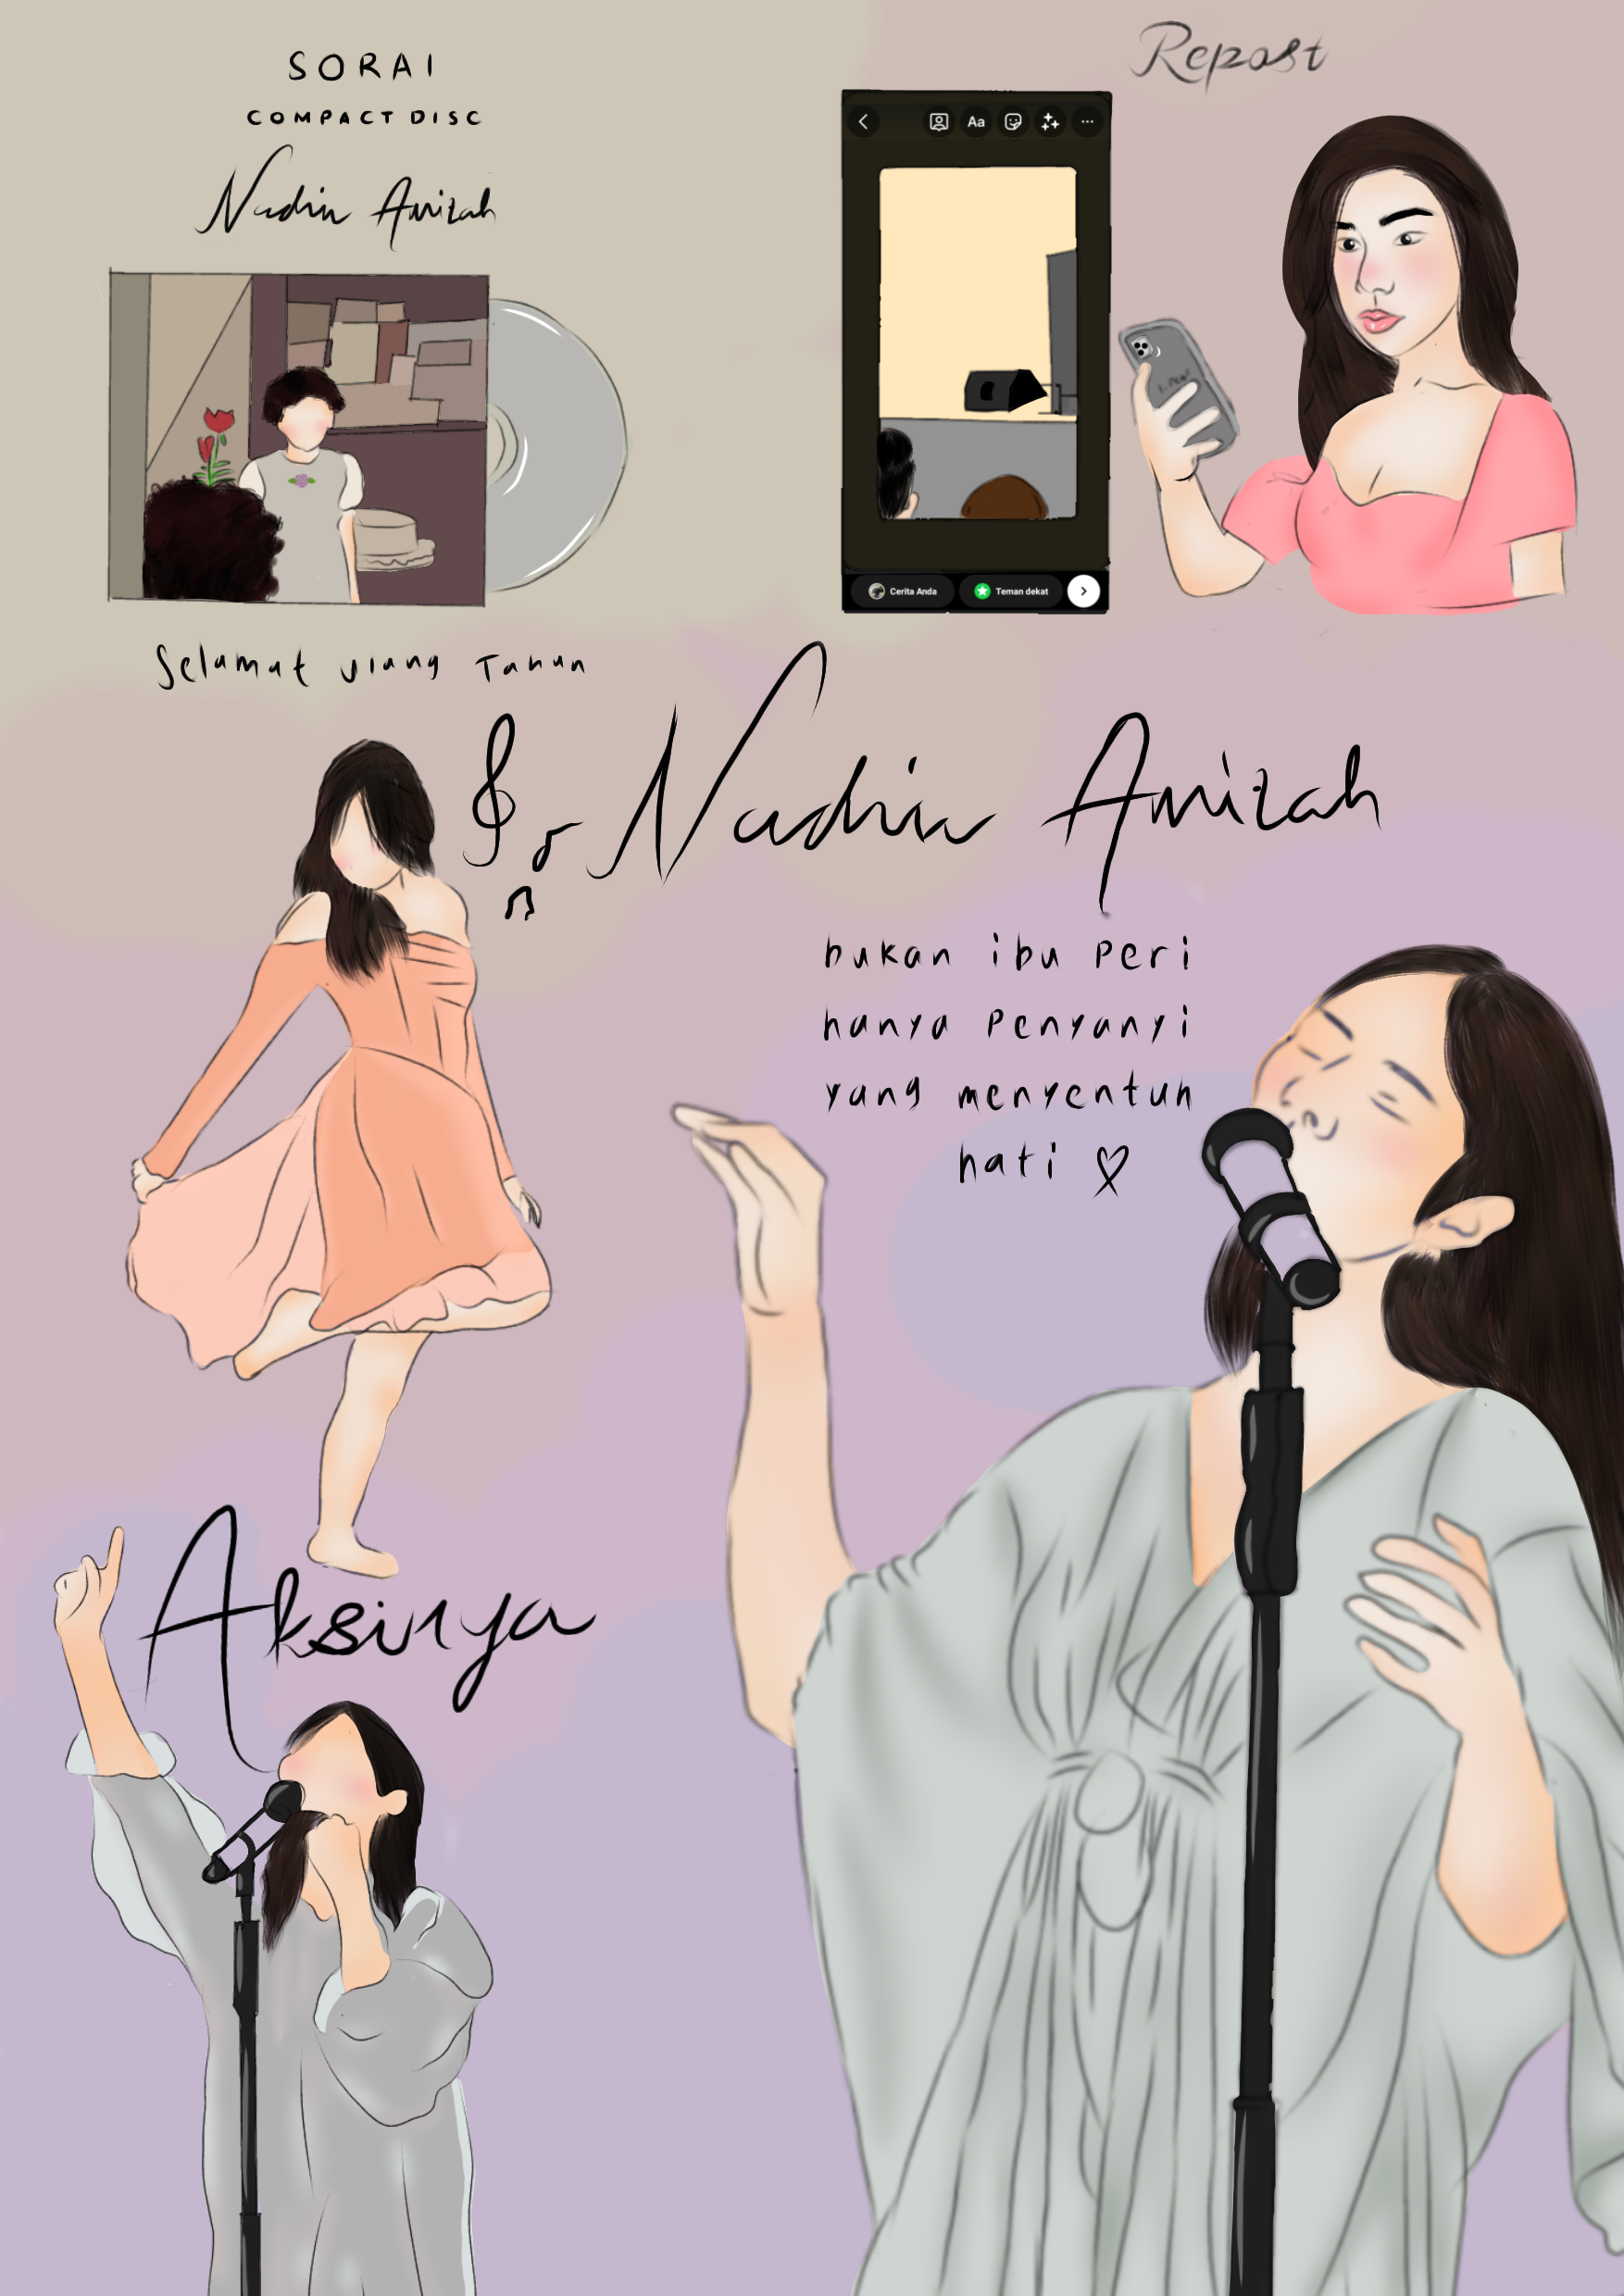 SORAI
COMPACT DISC
Nadin Amizah
Selamat Ulang Tahun
Repost
Aa
Cerita Anda
Teman dekat
Nadin Amizah
bukan ibu Peri
hanya Penyanyi
yang menyentuh
hati
Aksinya